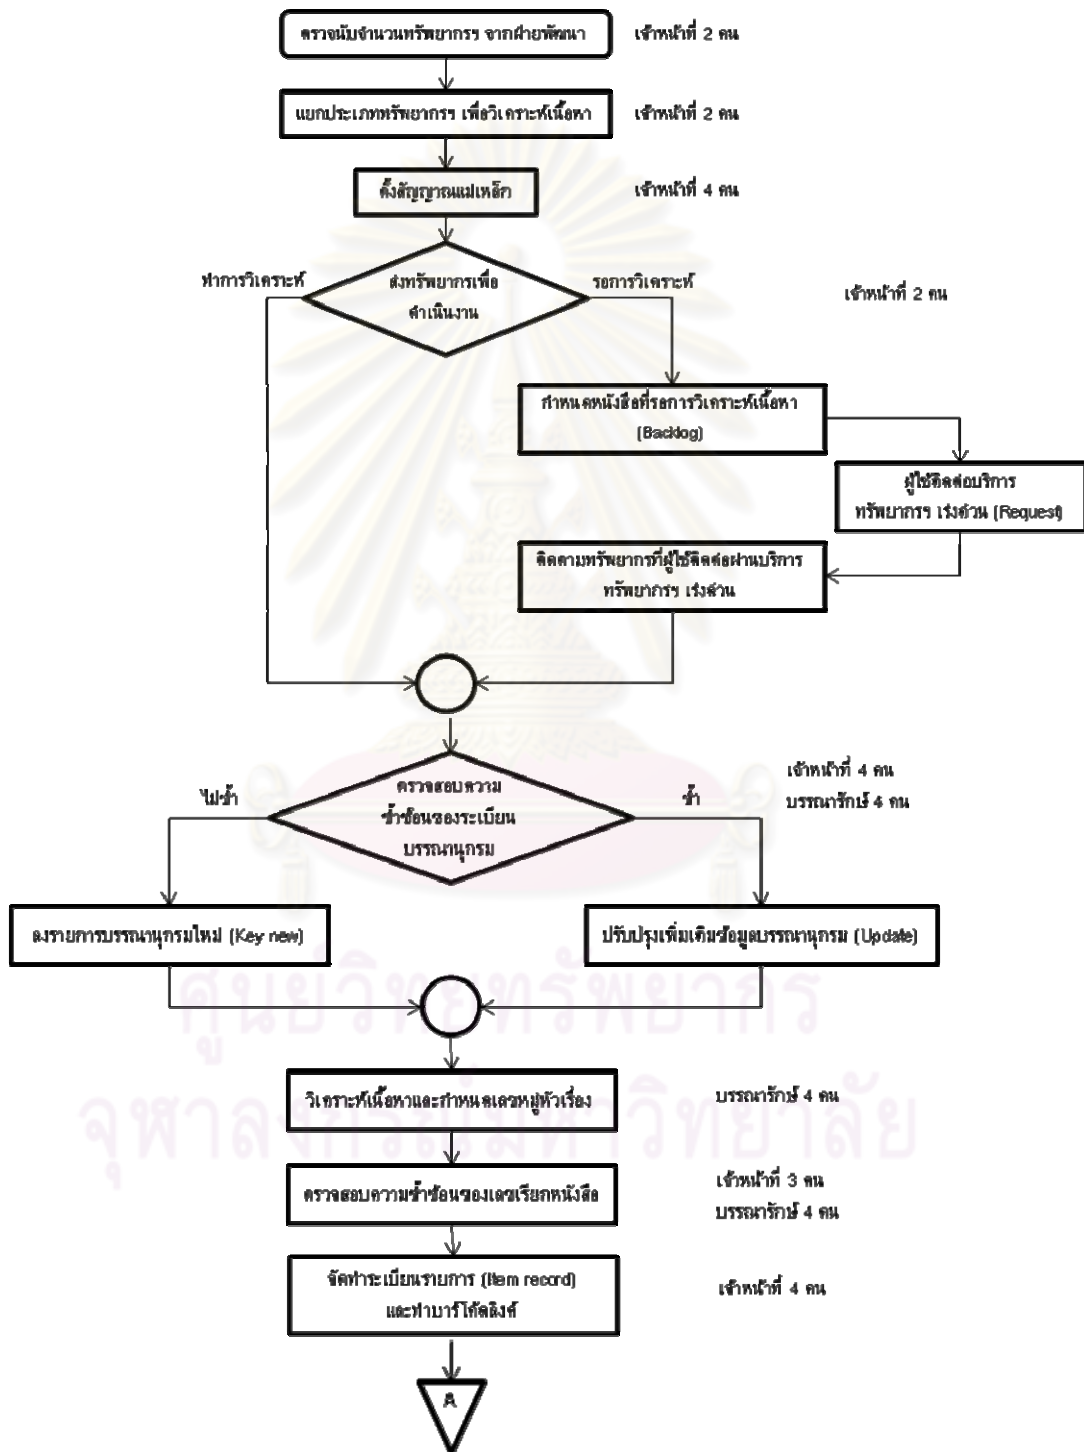 ตรวจนับจำนวนทรัพยากรฯ จากฝ่ายพัฒนา
เจ้าหน้าที่ 2 คน
แยกประเภททรัพยากรฯ เพื่อวิเคราะห์เนื้อหา
เจ้าหน้าที่ 2 คน
ตั้งสัญญาณแม่เหล็ก
เจ้าหน้าที่ 4 คน
ทำการวิเคราะห์
ส่งทรัพยากรเพื่อ
ดำเนินงาน
รอการวิเคราะห์
เจ้าหน้าที่ 2 คน
กำหนดหนังสือที่รอการวิเคราะห์เนื้อหา
(Backlog)
ผู้ใช้ติดต่อบริการ
ทรัพยากรฯ เร่งด่วน (Request)
ติดตามทรัพยากรที่ผู้ใช้ติดต่อผ่านบริการ
ทรัพยากรฯ เร่งด่วน
ไม่ซ้ำ
ตรวจสอบความ
ซ้ำซ้อนของระเบียน
บรรณานุกรม
ซ้ำ
เจ้าหน้าที่ 4 คน
บรรณารักษ์ 4 คน
ลงรายการบรรณานุกรมใหม่ (Key new)
ปรับปรุงเพิ่มเติมข้อมูลบรรณานุกรม (Update)
ศูนย์วิทยทรัพยากร
จุฬาลงกรณ์มหาวิทยาลัย
วิเคราะห์เนื้อหาและกำหนดเลขหมู่หัวเรื่อง
บรรณารักษ์ 4 คน
ตรวจสอบความซ้ำซ้อนของเลขเรียกหนังสือ
เจ้าหน้าที่ 3 คน
บรรณารักษ์ 4 คน
จัดทำระเบียนรายการ (Item record)
และทำบาร์โค้ดลิงค์
เจ้าหน้าที่ 4 คน
A